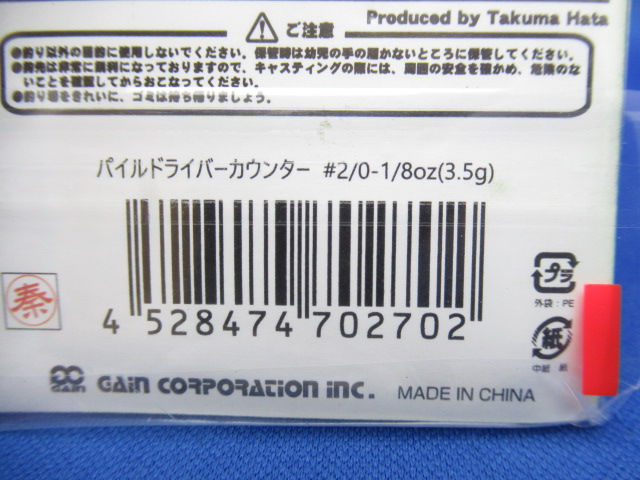 Produced by Takuma Hata
ご注意
●釣り以外の目的に使用しないでください。保管時は幼児の手の届かないところに保管してください。
●針先は非常に鋭利になっておりますので、キャスティングの際には、周囲の安全を確かめ、危険のな
いことを確認してからおこなってください。
●釣り場をきれいに、ゴミは持ち帰りましょう。
パイルドライバーカウンター #2/0-1/8oz(3.5g)
4 528474 702702
秦
プラ
外袋：PE
紙
中紙：紙
GAIN
GAIN CORPORATION INC. MADE IN CHINA